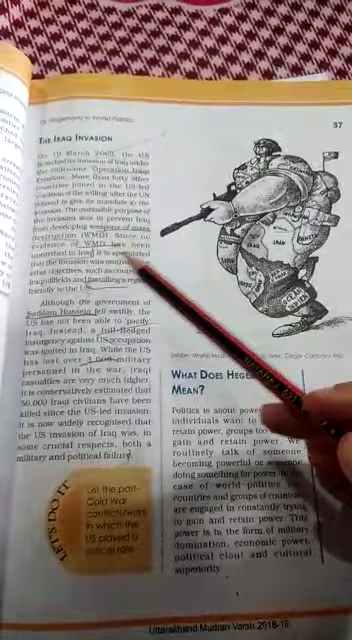 US Hegemony in World Politics
37
THE IRAQ INVASION
On 19 March 2003, the US
launched its invasion of Iraq under
the codename 'Operation Iraqi
Freedom'. More than forty other
countries joined in the US-led
'coalition of the willing' after the UN
refused to give its mandate to the
invasion. The ostensible purpose of
the invasion was to prevent Iraq
from developing weapons of mass
destruction (WMD). Since no
evidence of WMD has been
unearthed in Iraq, it is speculated
that the invasion was motivated by
other objectives, such as controlling
Iraqi oilfields and installing a regime
friendly to the US.
Although the government of
Saddam Hussein fell swiftly, the
US has not been able to 'pacify'
Iraq. Instead, a full-fledged
insurgency against US occupation
was ignited in Iraq. While the US
has lost over 3,000 military
personnel in the war, Iraqi
casualties are very much higher.
It is conservatively estimated that
50,000 Iraqi civilians have been
killed since the US-led invasion.
It is now widely recognised that
the US invasion of Iraq was, in
some crucial respects, both a
military and political failure.
LET'S DO IT
List the post-
Cold War
conflicts/wars
in which the
US played a
critical role.
IRAQ
IRAN
Cagle Cartoons Inc.
WHAT DOES
MEAN?
Politics is about power
individuals want to
retain power, groups too
gain and retain power. We
routinely talk of someone
becoming powerful or someone
doing something for power. In the
case of world politics too
countries and groups of countries
are engaged in constantly trying
to gain and retain power. This
power is in the form of military
domination, economic power,
political clout and cultural
superiority.
Uttarakhand Mudran Varsh 2018-19